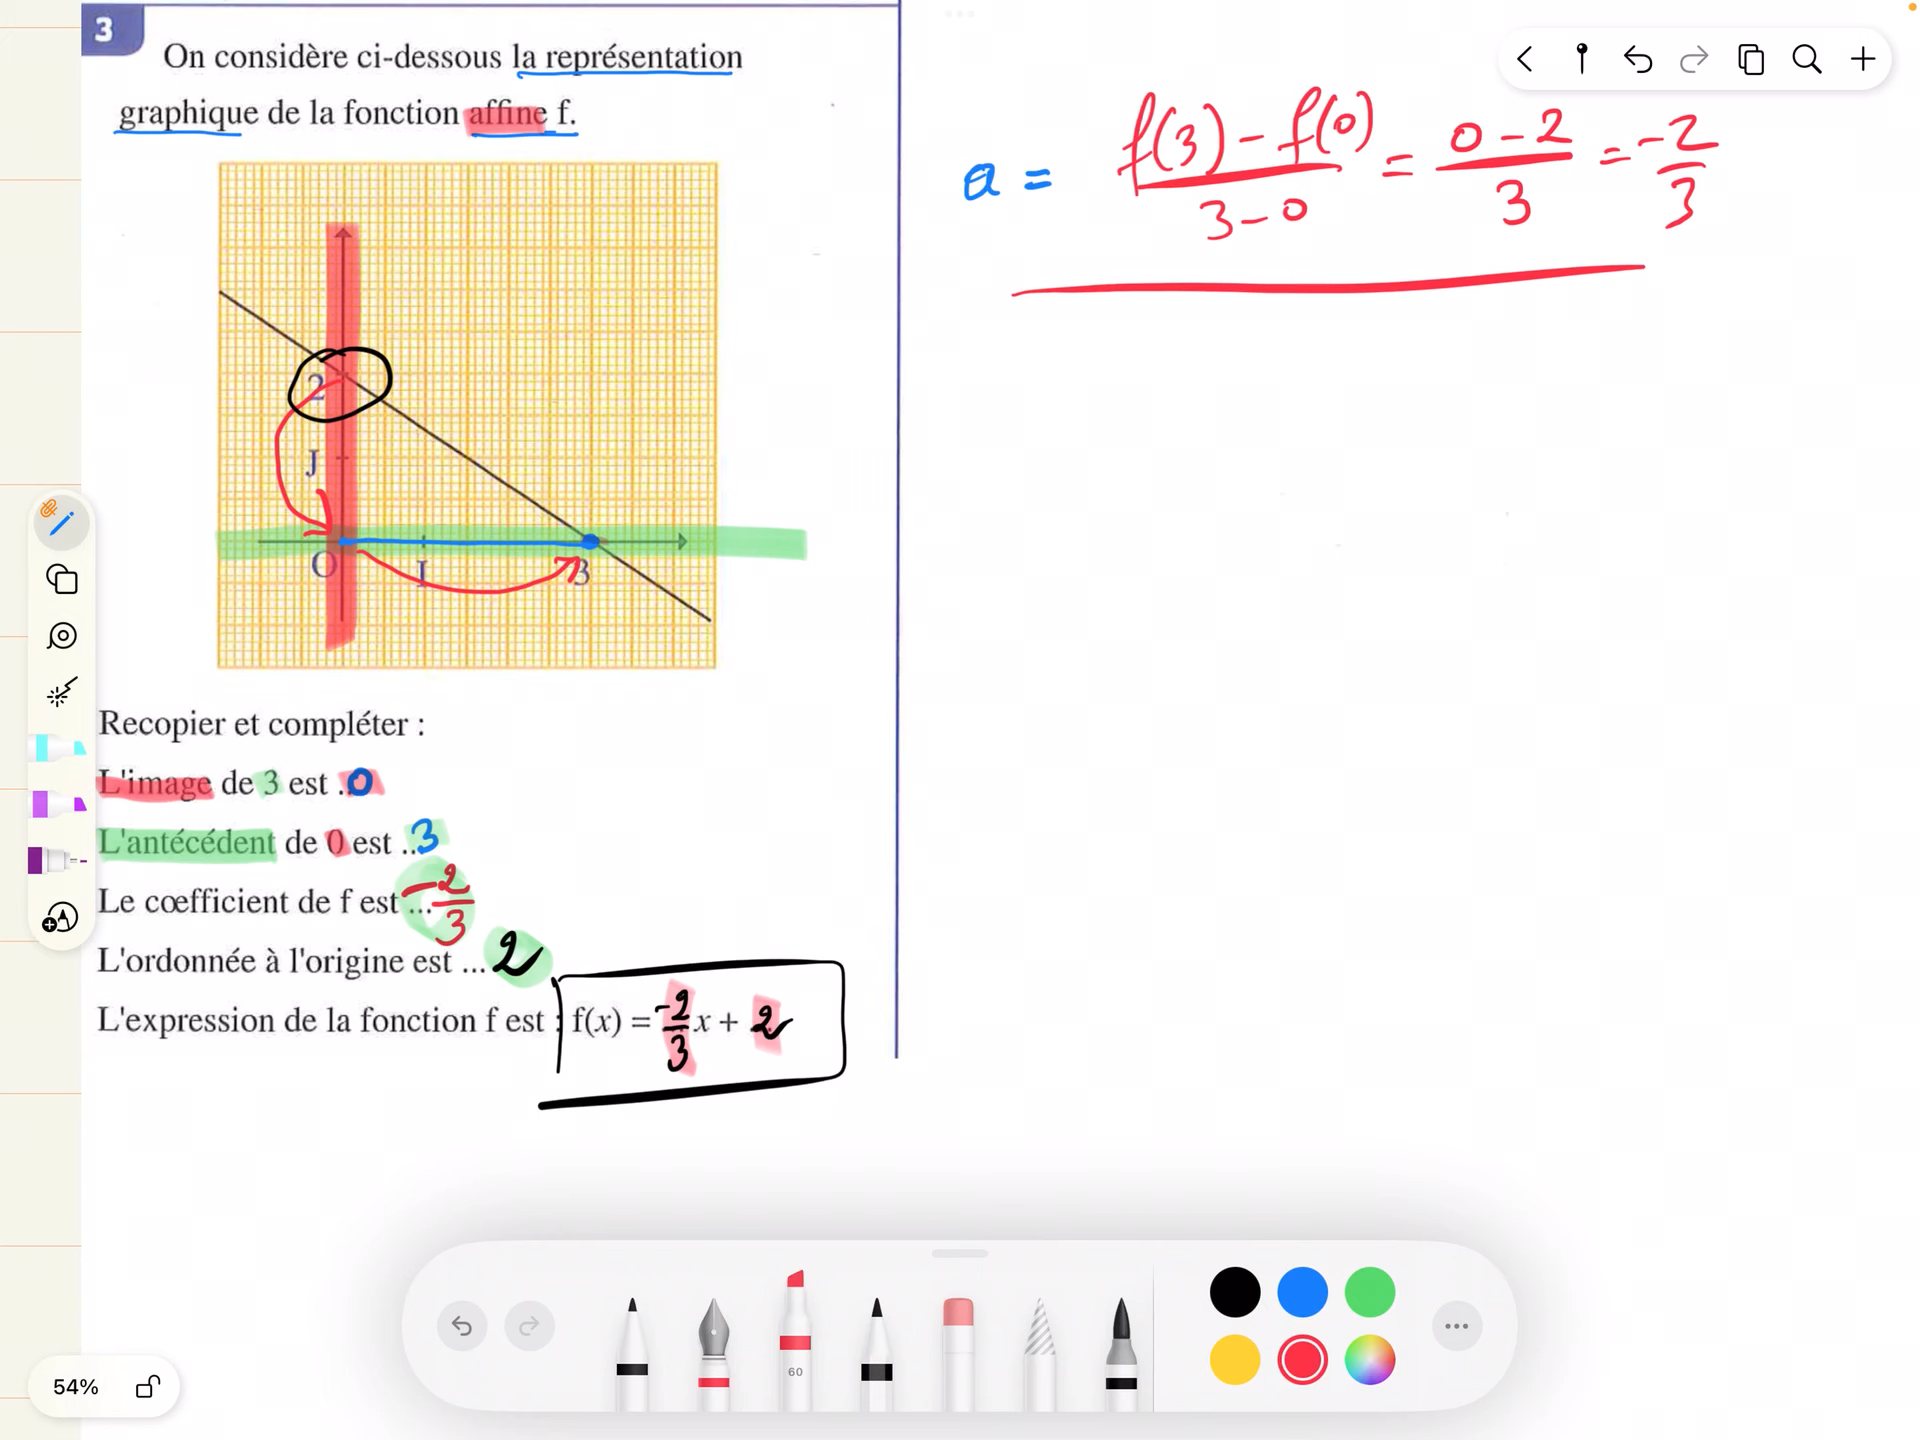 3
On considère ci-dessous la représentation
graphique de la fonction affine f.
2
J
O
I
3
Recopier et compléter :
L'image de 3 est .0
L'antécédent de 0 est ..3
Le cœfficient de f est ... -2/3
L'ordonnée à l'origine est ... 2
L'expression de la fonction f est : f(x) = -2/3 x + 2
a = f(3) - f(0) / 3 - 0 = 0 - 2 / 3 = -2/3
60
54%